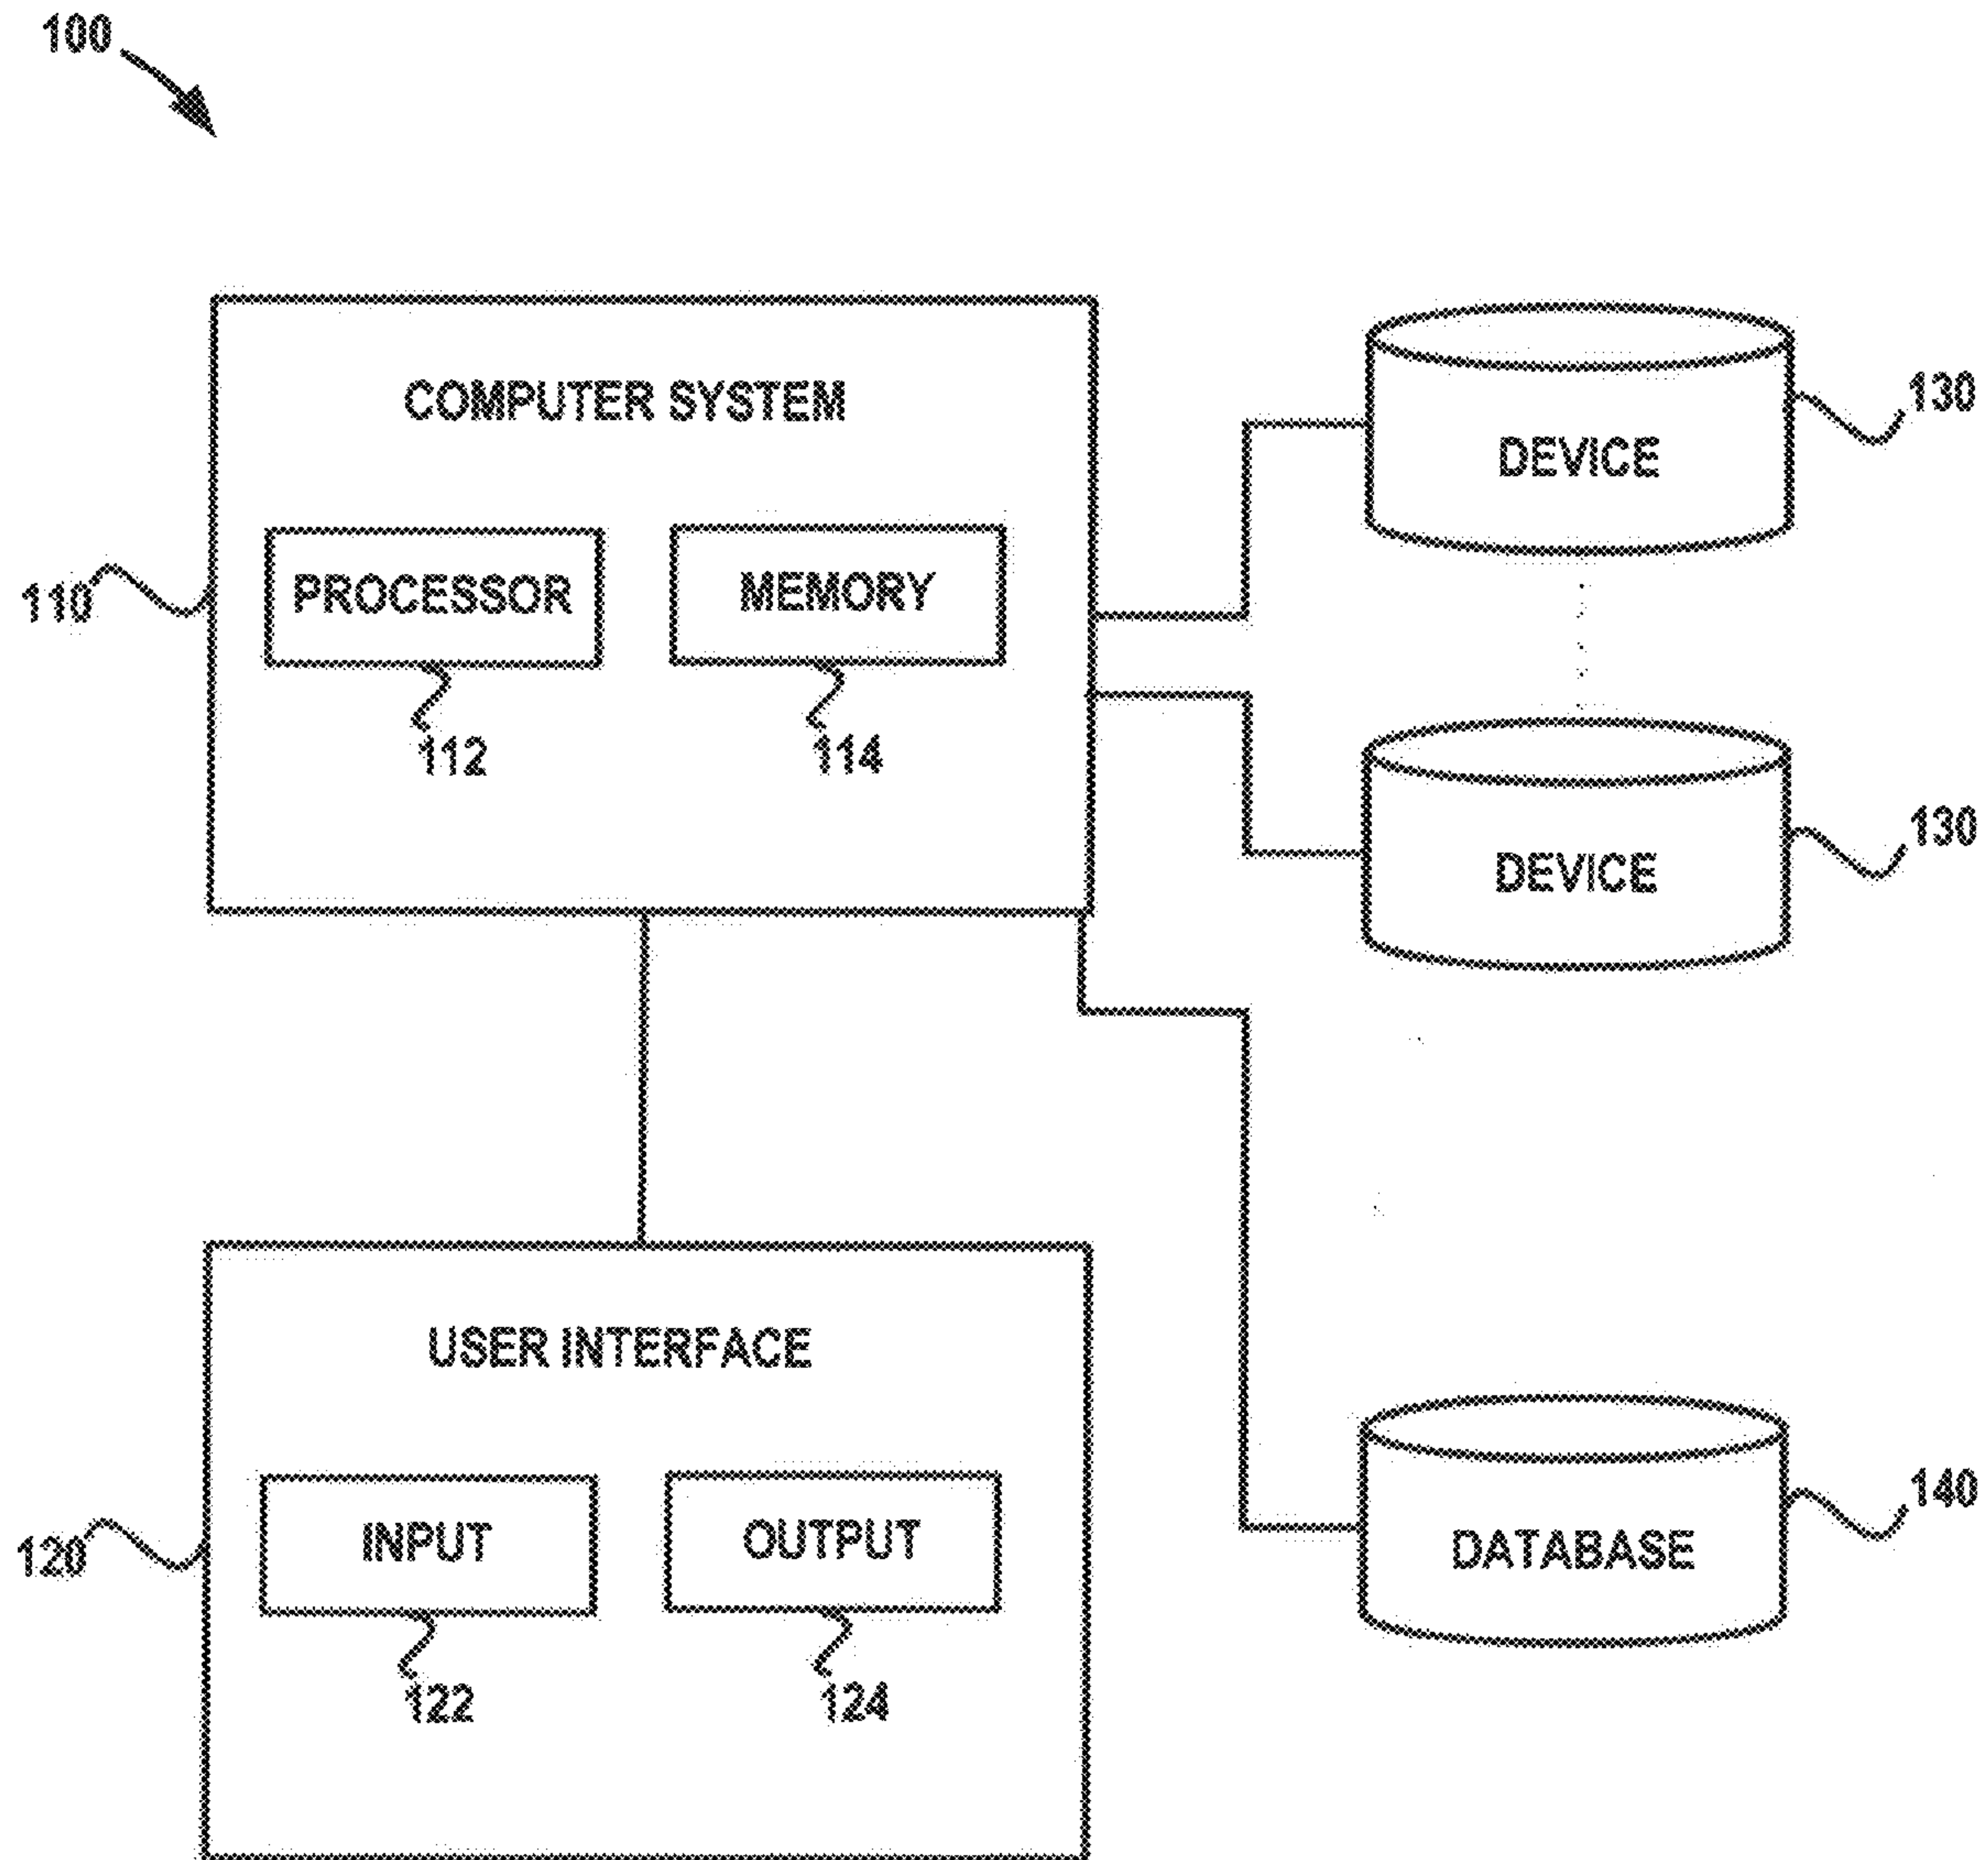 100
COMPUTER SYSTEM
PROCESSOR
MEMORY
110
112
114
DEVICE
130
DEVICE
130
USER INTERFACE
INPUT
OUTPUT
120
122
124
DATABASE
140